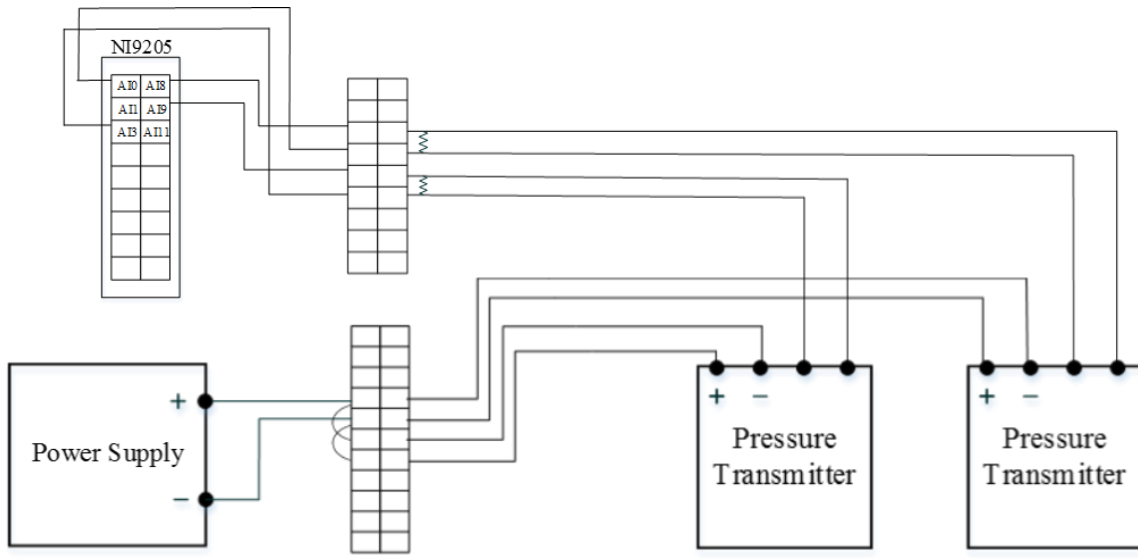 NI9205
AI0 AI8
AI1 AI9
AI3 AI11
+
−
Power Supply
+ −
Pressure
Transmitter
+ −
Pressure
Transmitter